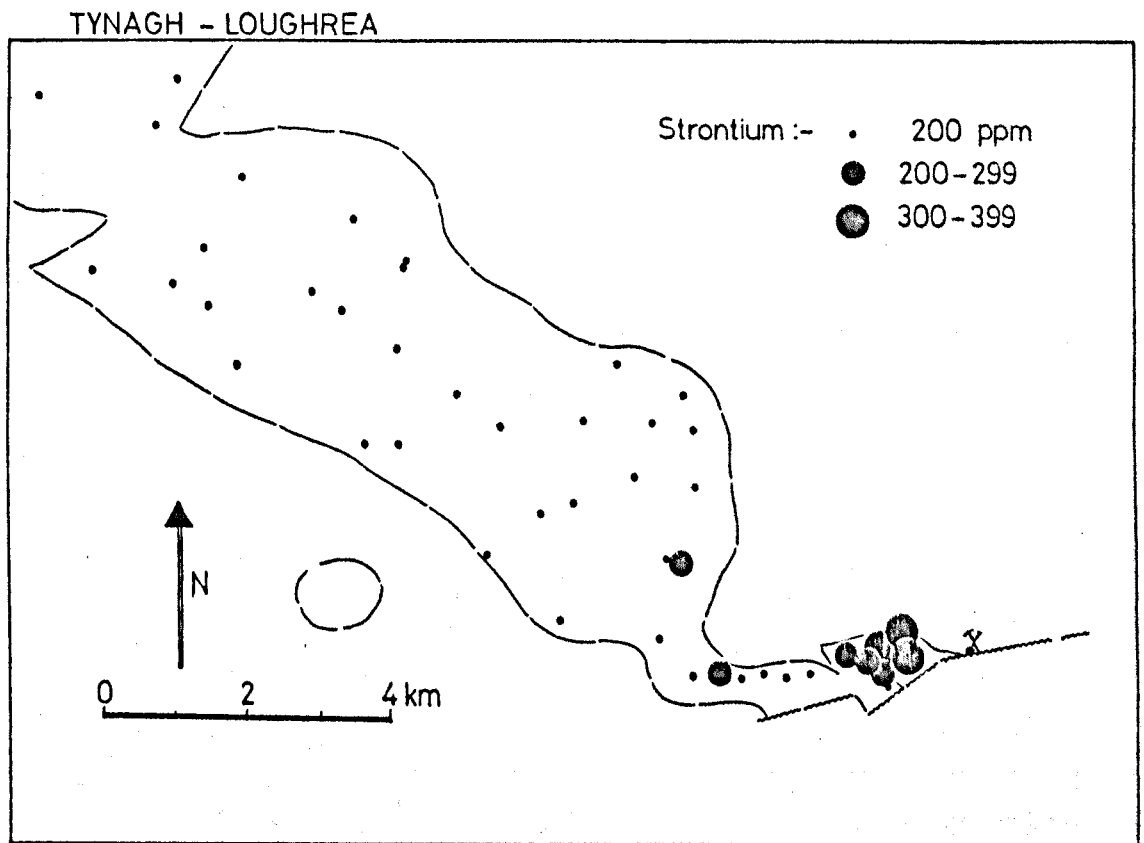 TYNAGH - LOUGHREA
Strontium :- 200 ppm
200-299
300-399
N
0 2 4 km